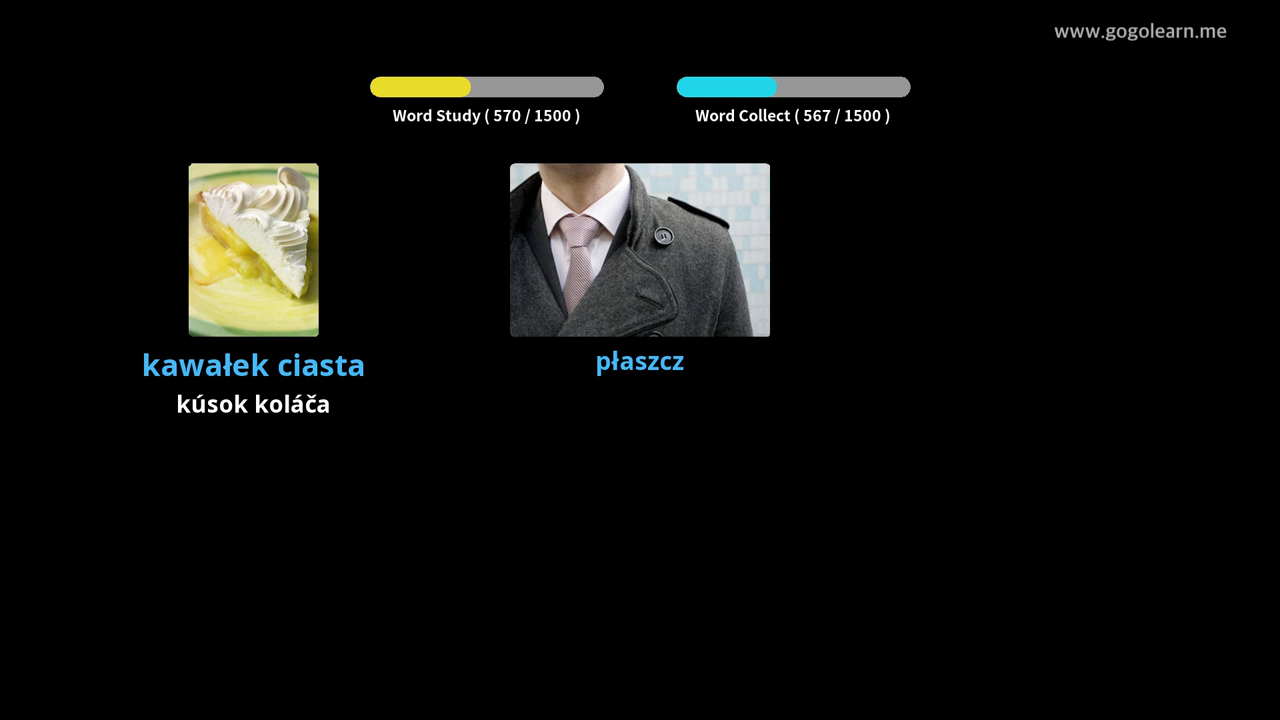 www.gogolearn.me
Word Study ( 570 / 1500 )
Word Collect ( 567 / 1500 )
kawałek ciasta
kúsok koláča
płaszcz